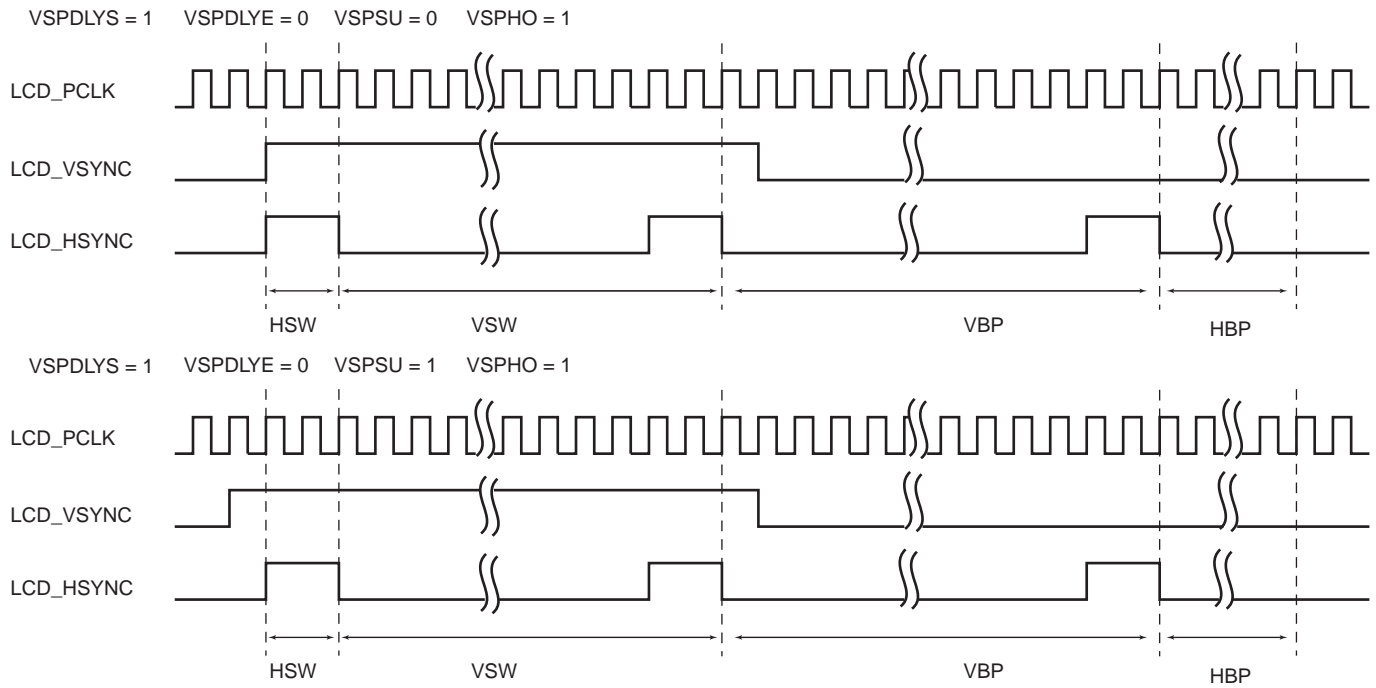 VSPDLYS = 1 VSPDLYE = 0 VSPSU = 0 VSPHO = 1
LCD_PCLK
LCD_VSYNC
LCD_HSYNC
HSW VSW VBP HBP
VSPDLYS = 1 VSPDLYE = 0 VSPSU = 1 VSPHO = 1
LCD_PCLK
LCD_VSYNC
LCD_HSYNC
HSW VSW VBP HBP